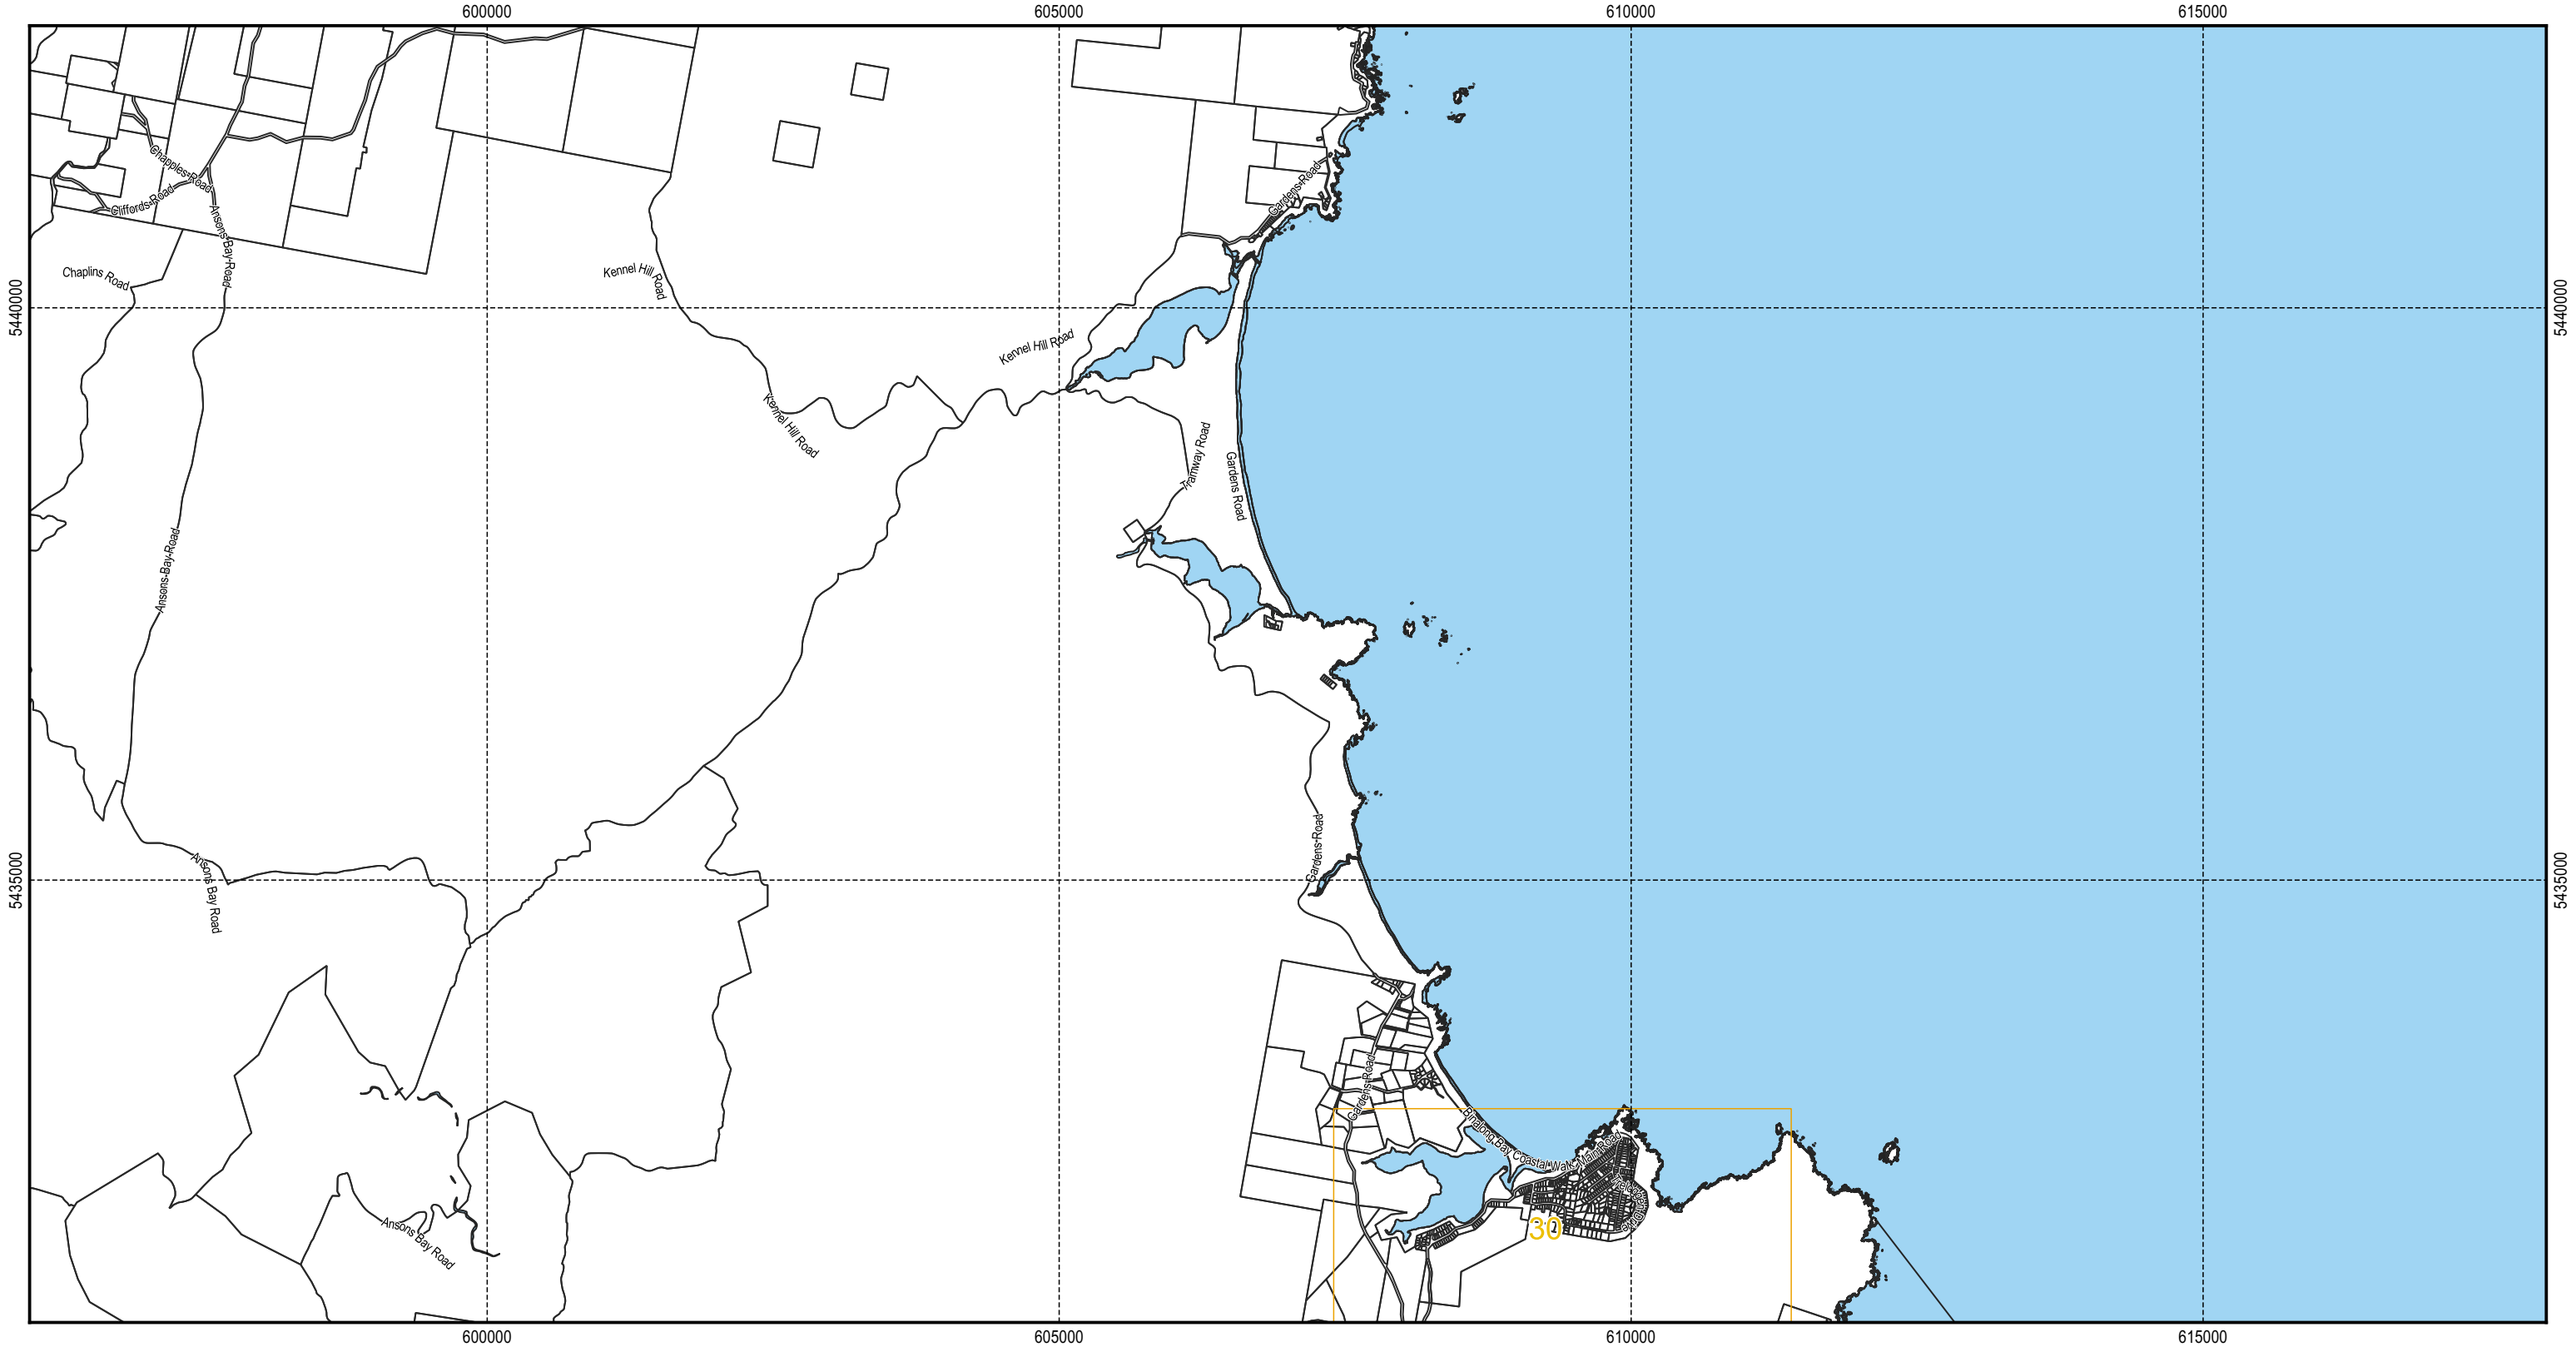 600000
605000
610000
615000
Chapples Road
Cliffords Road
Gardens Road
Ansons Bay Road
Chaplins Road
Kennel Hill Road
5440000
5440000
Kennel Hill Road
Kennel Hill Road
Tramway Road
Gardens Road
Ansons Bay Road
Gardens Road
5435000
5435000
Ansons Bay Road
Gardens Road
Binalong Bay Coastal Walk
Main Road
30
Ansons Bay Road
600000
605000
610000
615000